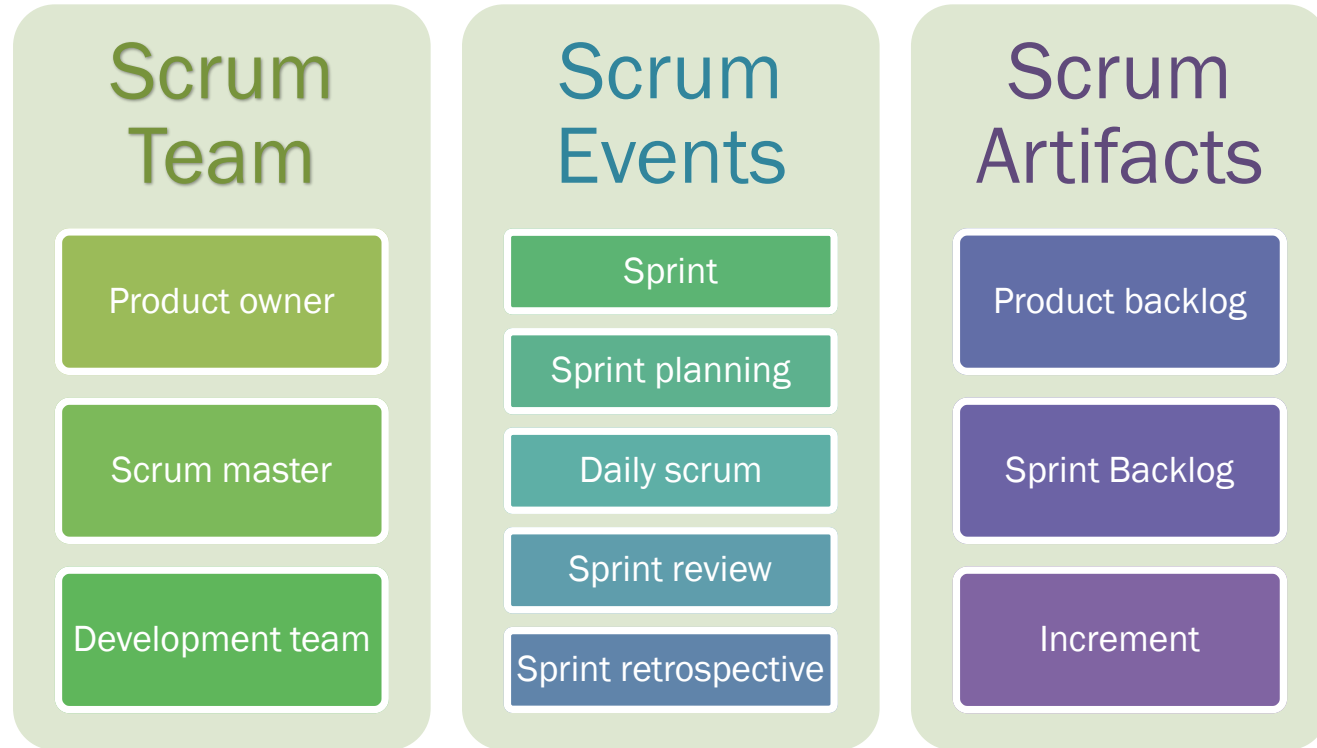 Scrum
Team
Product owner
Scrum master
Development team
Scrum
Events
Sprint
Sprint planning
Daily scrum
Sprint review
Sprint retrospective
Scrum
Artifacts
Product backlog
Sprint Backlog
Increment